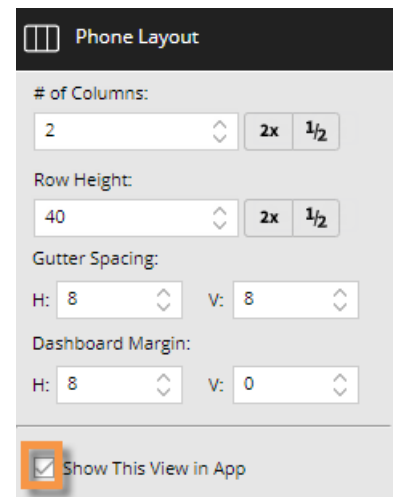 Phone Layout
# of Columns:
2 2x 1/2
Row Height:
40 2x 1/2
Gutter Spacing:
H: 8 V: 8
Dashboard Margin:
H: 8 V: 0
Show This View in App